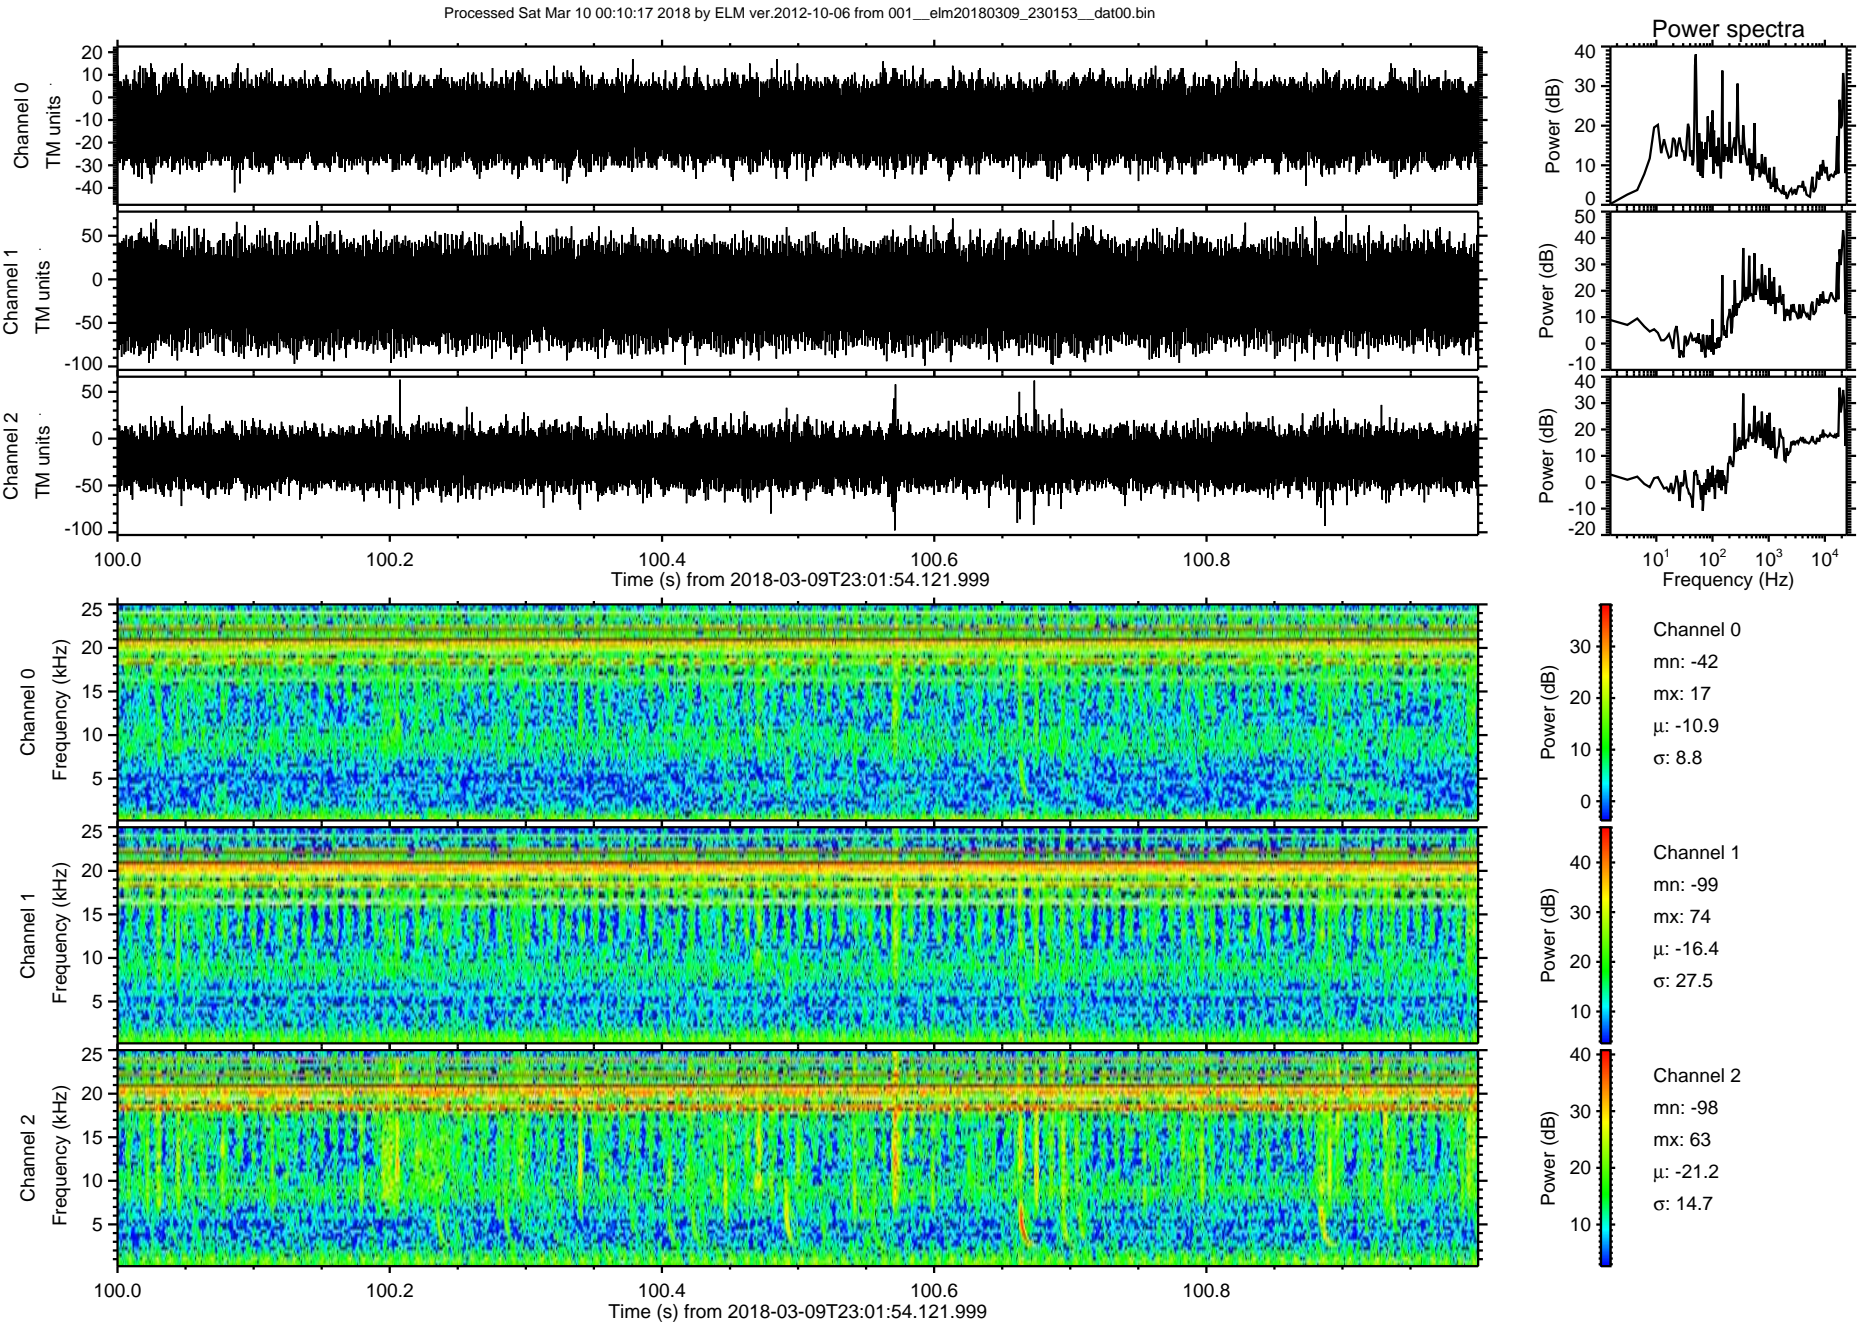 Processed Sat Mar 10 00:10:17 2018 by ELM ver.2012-10-06 from 001__elm20180309_230153__dat00.bin
Power spectra
Channel 0
TM units
20
10
0
-10
-20
-30
-40
Power (dB)
40
30
20
10
0
Channel 1
TM units
50
0
-50
-100
Power (dB)
50
40
30
20
10
0
-10
Channel 2
TM units
50
0
-50
-100
Power (dB)
40
30
20
10
0
-10
-20
100.0 100.2 100.4 100.6 100.8
Time (s) from 2018-03-09T23:01:54.121.999
10^1 10^2 10^3 10^4
Frequency (Hz)
Channel 0
Frequency (kHz)
25
20
15
10
5
Power (dB)
30
20
10
0
Channel 0
mn: -42
mx: 17
μ: -10.9
σ: 8.8
Channel 1
Frequency (kHz)
25
20
15
10
5
Power (dB)
40
30
20
10
Channel 1
mn: -99
mx: 74
μ: -16.4
σ: 27.5
Channel 2
Frequency (kHz)
25
20
15
10
5
Power (dB)
40
30
20
10
Channel 2
mn: -98
mx: 63
μ: -21.2
σ: 14.7
100.0 100.2 100.4 100.6 100.8
Time (s) from 2018-03-09T23:01:54.121.999